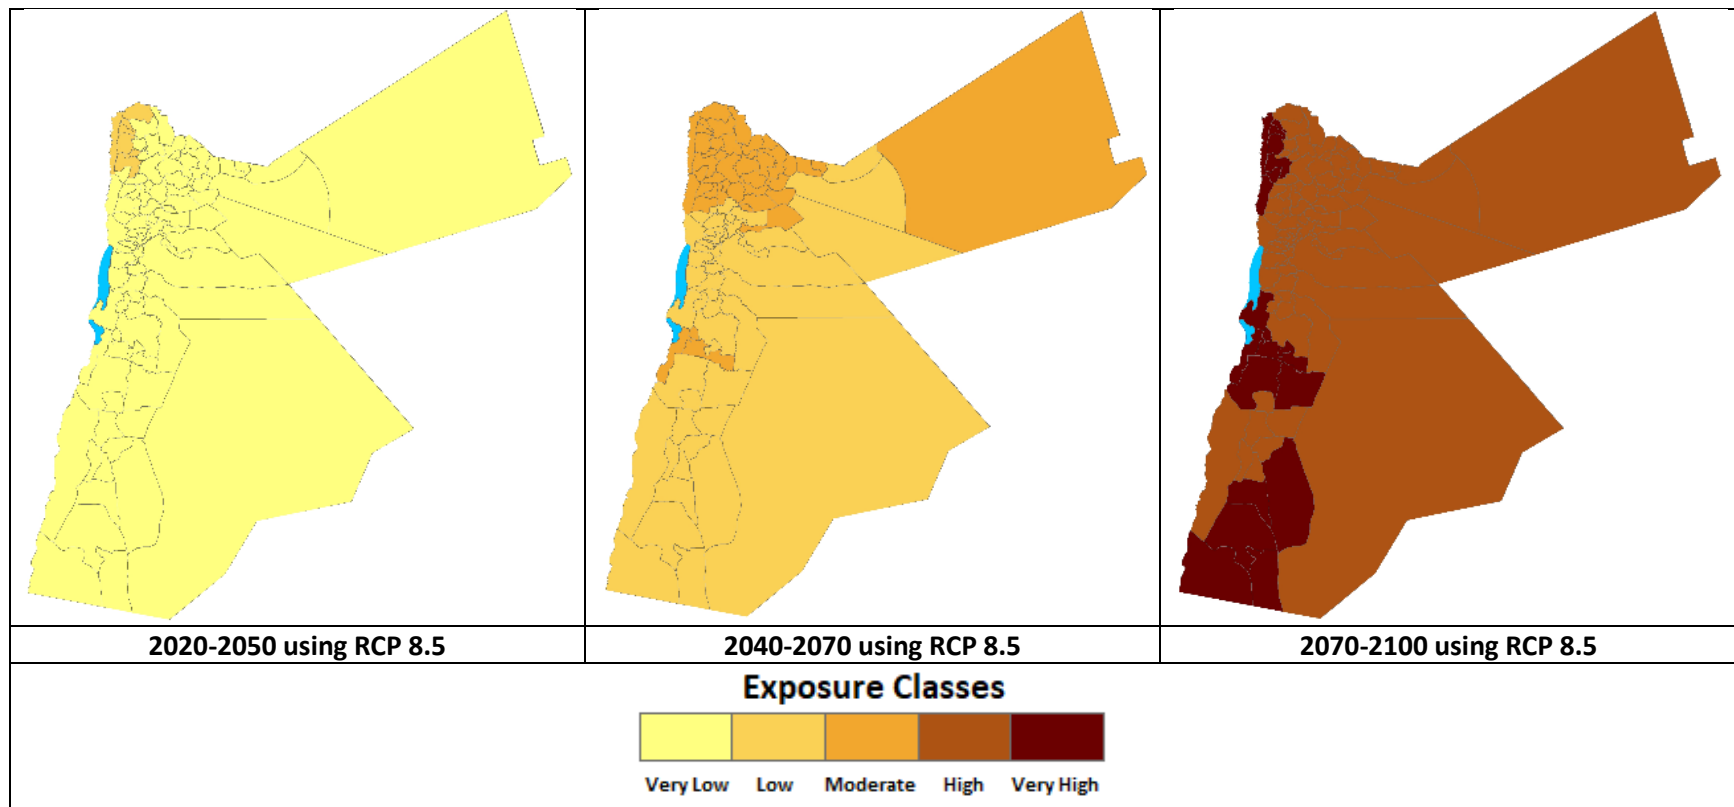 2020-2050 using RCP 8.5
2040-2070 using RCP 8.5
2070-2100 using RCP 8.5
Exposure Classes
Very Low
Low
Moderate
High
Very High